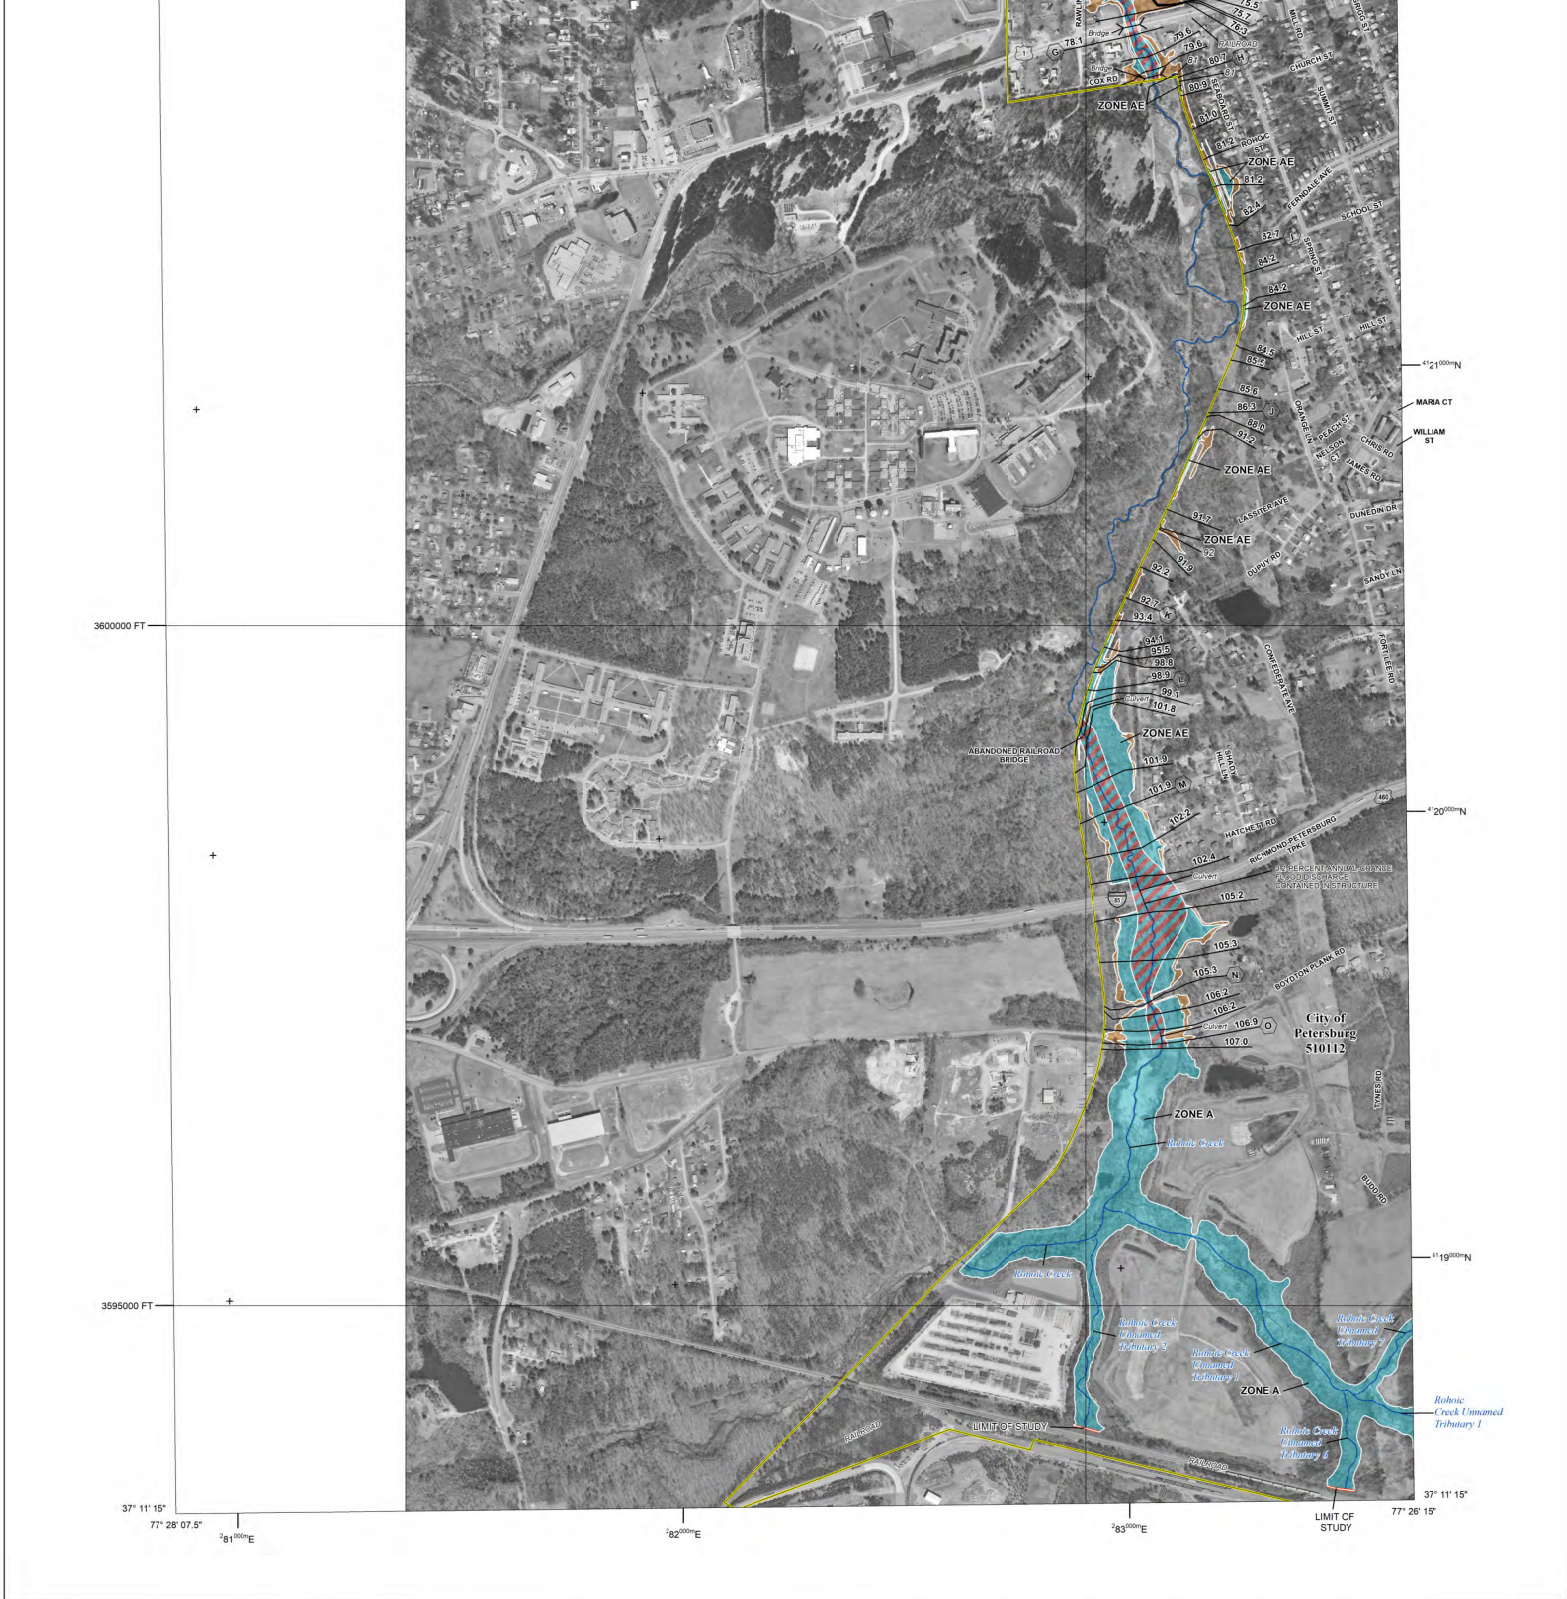 75.5
75.7
76.3
MILL RD
GRIGG ST
Bridge
78.1
G
1
79.6
RAILROAD
79.6
81
80.7
H
81
Bridge
COX RD
80.9
CHURCH ST
ZONE AE
SEABOARD ST
SUMMIT ST
81.0
81.2
ROHOIC
ST
ZONE AE
81.2
FERNDALE AVE
82.4
SCHOOL ST
82.7
I
SPRING ST
84.2
84.2
ZONE AE
HILL ST
HILL ST
84.5
85.5
4121000mN
85.6
86.3
J
88.0
91.2
ORANGE LN
PEACH ST
NELSON
CT
MARIA CT
WILLIAM
ST
CHRIS RD
JAMES RD
ZONE AE
LASSITER AVE
DUNEDIN DR
91.7
ZONE AE
92
91.9
92.2
DUPUY RD
SANDY LN
92.7
K
93.4
3600000 FT
94.1
95.5
98.8
98.9
L
99.1
Culvert
101.8
CONFEDERATE AVE
FORT LEE RD
ZONE AE
ABANDONED RAILROAD
BRIDGE
101.9
101.9
M
SHADY
HILL LN
102.2
HATCHETT RD
460
4120000mN
RICHMOND-PETERSBURG
TPKE
102.4
Culvert
0.2 PERCENT ANNUAL CHANCE
FLOOD DISCHARGE
CONTAINED IN STRUCTURE
85
105.2
105.3
105.3
N
BOYDTON PLANK RD
106.2
106.2
Culvert
106.9
O
107.0
City of
Petersburg
510112
TYNES RD
ZONE A
Rohoic Creek
BUDD RD
4119000mN
Rohoic Creek
3595000 FT
Rohoic Creek
Unnamed
Tributary 2
Rohoic Creek
Unnamed
Tributary 7
Rohoic Creek
Unnamed
Tributary 1
ZONE A
Rohoic
Creek Unnamed
Tributary 1
LIMIT OF STUDY
RAILROAD
Rohoic Creek
Unnamed
Tributary 6
RAILROAD
37° 11' 15"
77° 28' 07.5"
281000mE
282000mE
283000mE
LIMIT OF
STUDY
37° 11' 15"
77° 26' 15"